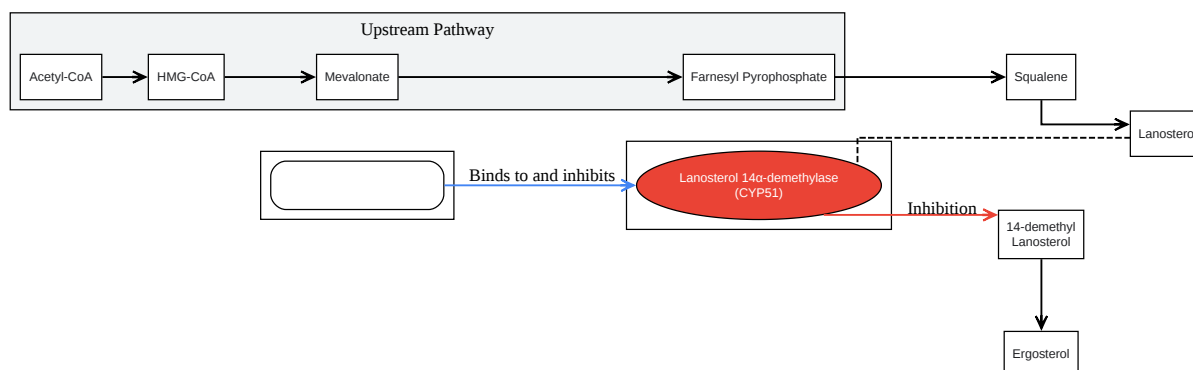 Upstream Pathway
Acetyl-CoA
HMG-CoA
Mevalonate
Farnesyl Pyrophosphate
Squalene
Lanosterol
Binds to and inhibits
Lanosterol 14α-demethylase
(CYP51)
Inhibition
14-demethyl
Lanosterol
Ergosterol